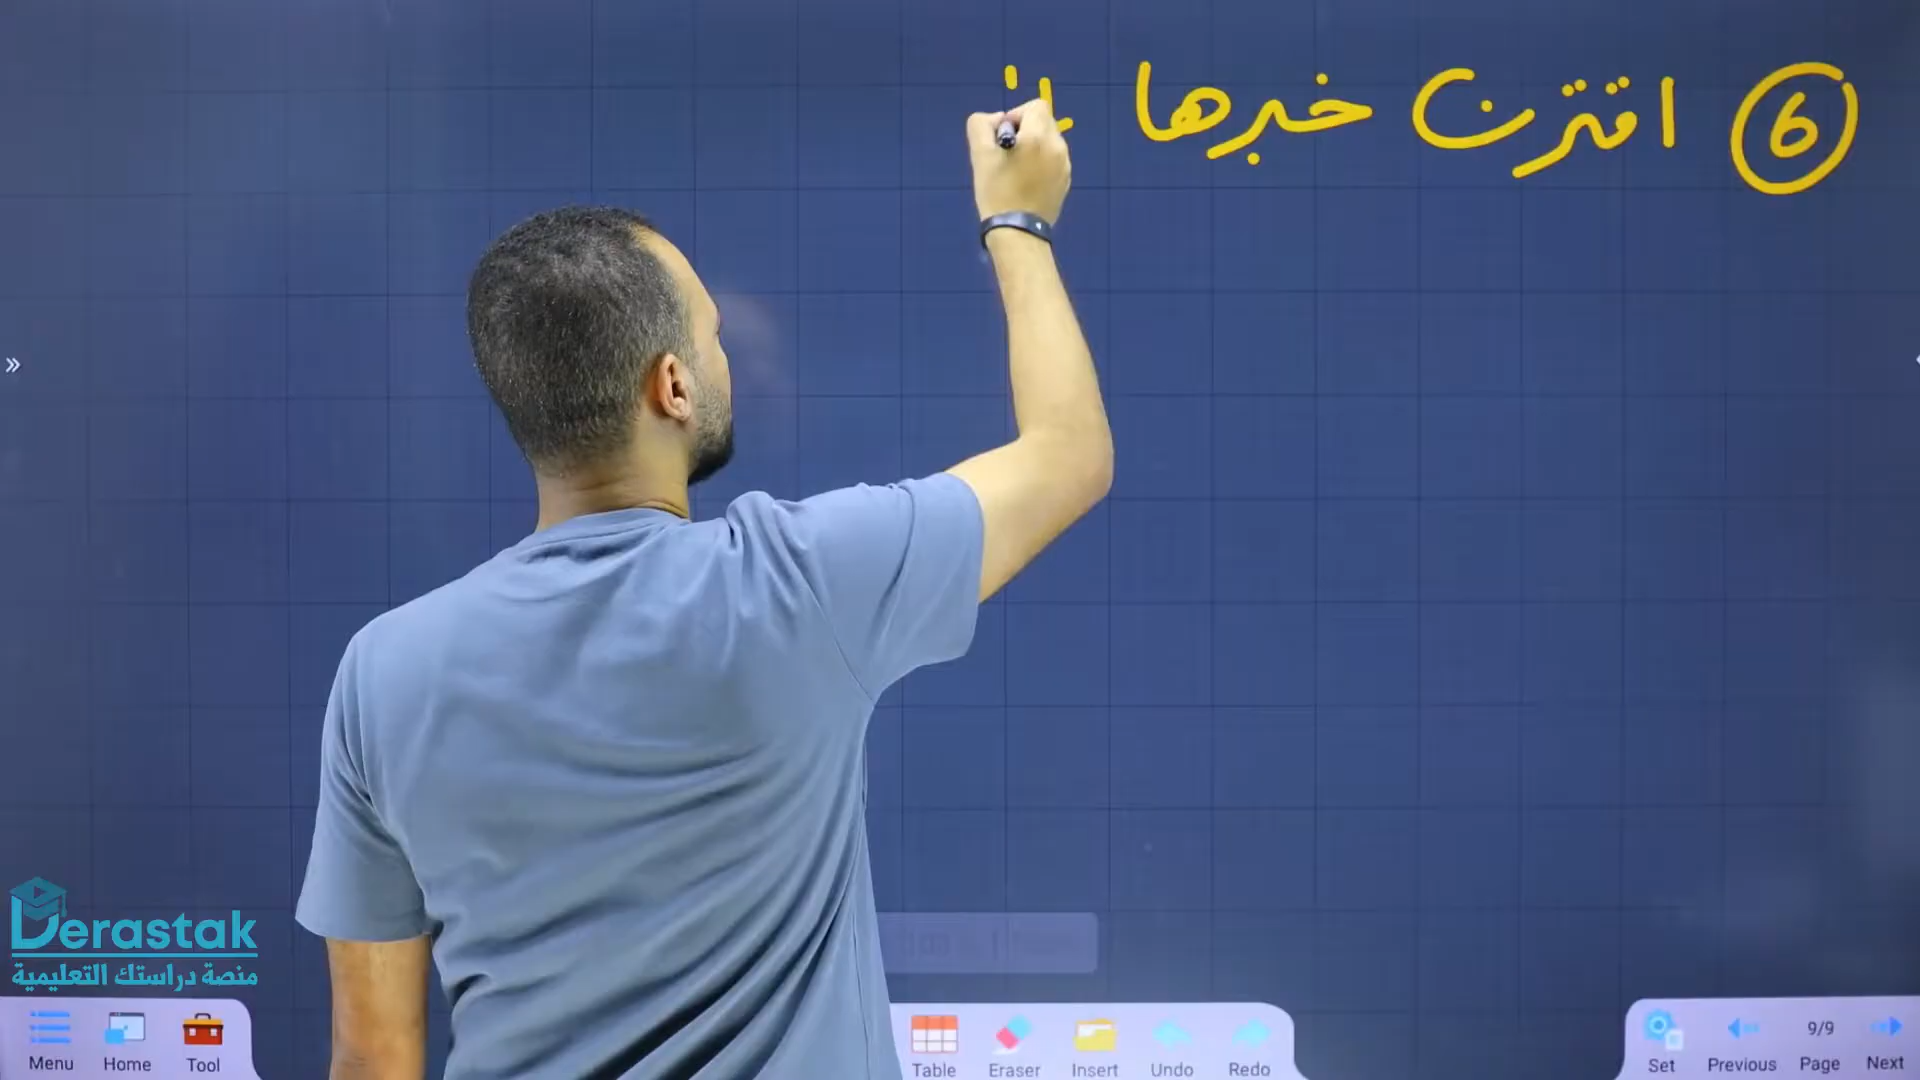 ⑥ اقترن خبرها
Derastak
منصة دراستك التعليمية
Menu Home Tool
Table Eraser Insert Undo Redo
9/9
Set Previous Page Next